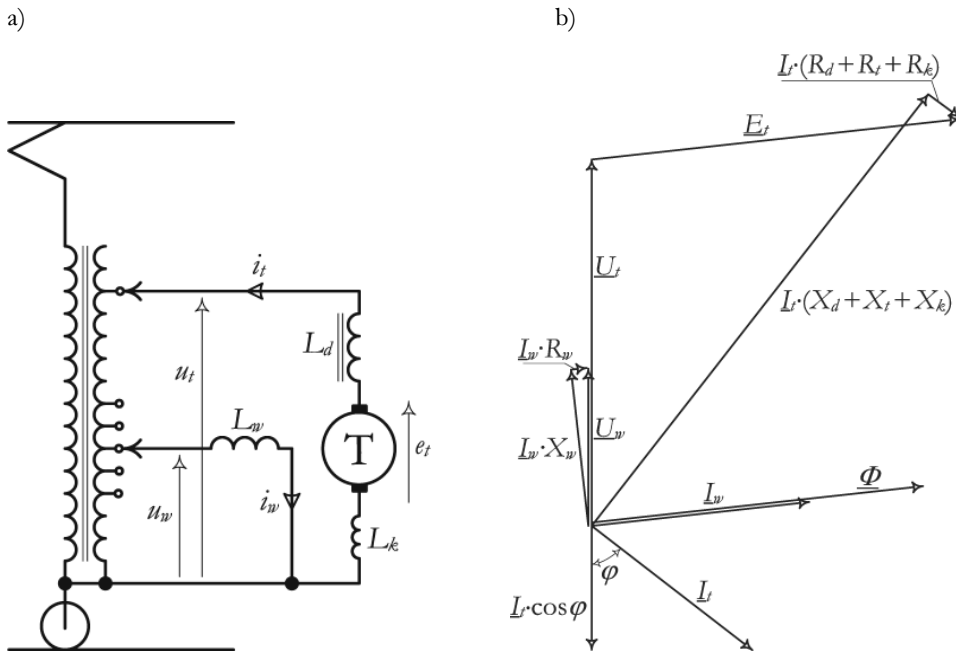 a)
b)
i_t
L_d
u_t
L_w
T
e_t
u_w
i_w
L_k
I_t·(R_d+R_t+R_k)
E_t
U_t
I_t·(X_d+X_t+X_k)
I_w·R_w
I_w·X_w
U_w
I_w
Φ
φ
I_t
I_t·cosφ